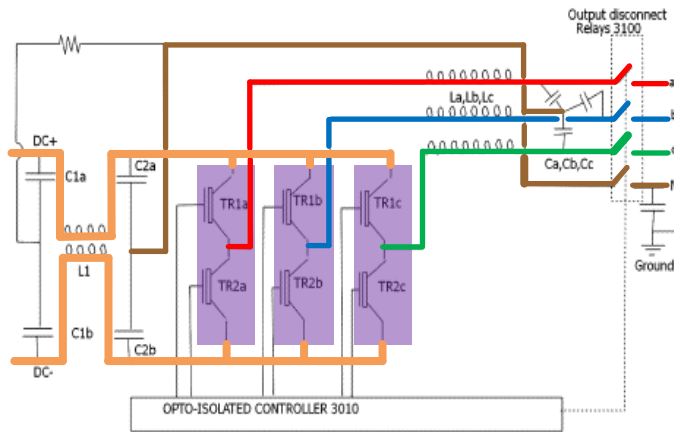 Output disconnect
Relays 3100
a
La,Lb,Lc
b
DC+
C2a
c
C1a
Ca,Cb,Cc
TR1a
TR1b
TR1c
N
L1
Ground
TR2a
TR2b
TR2c
C1b
C2b
DC-
OPTO-ISOLATED CONTROLLER 3010